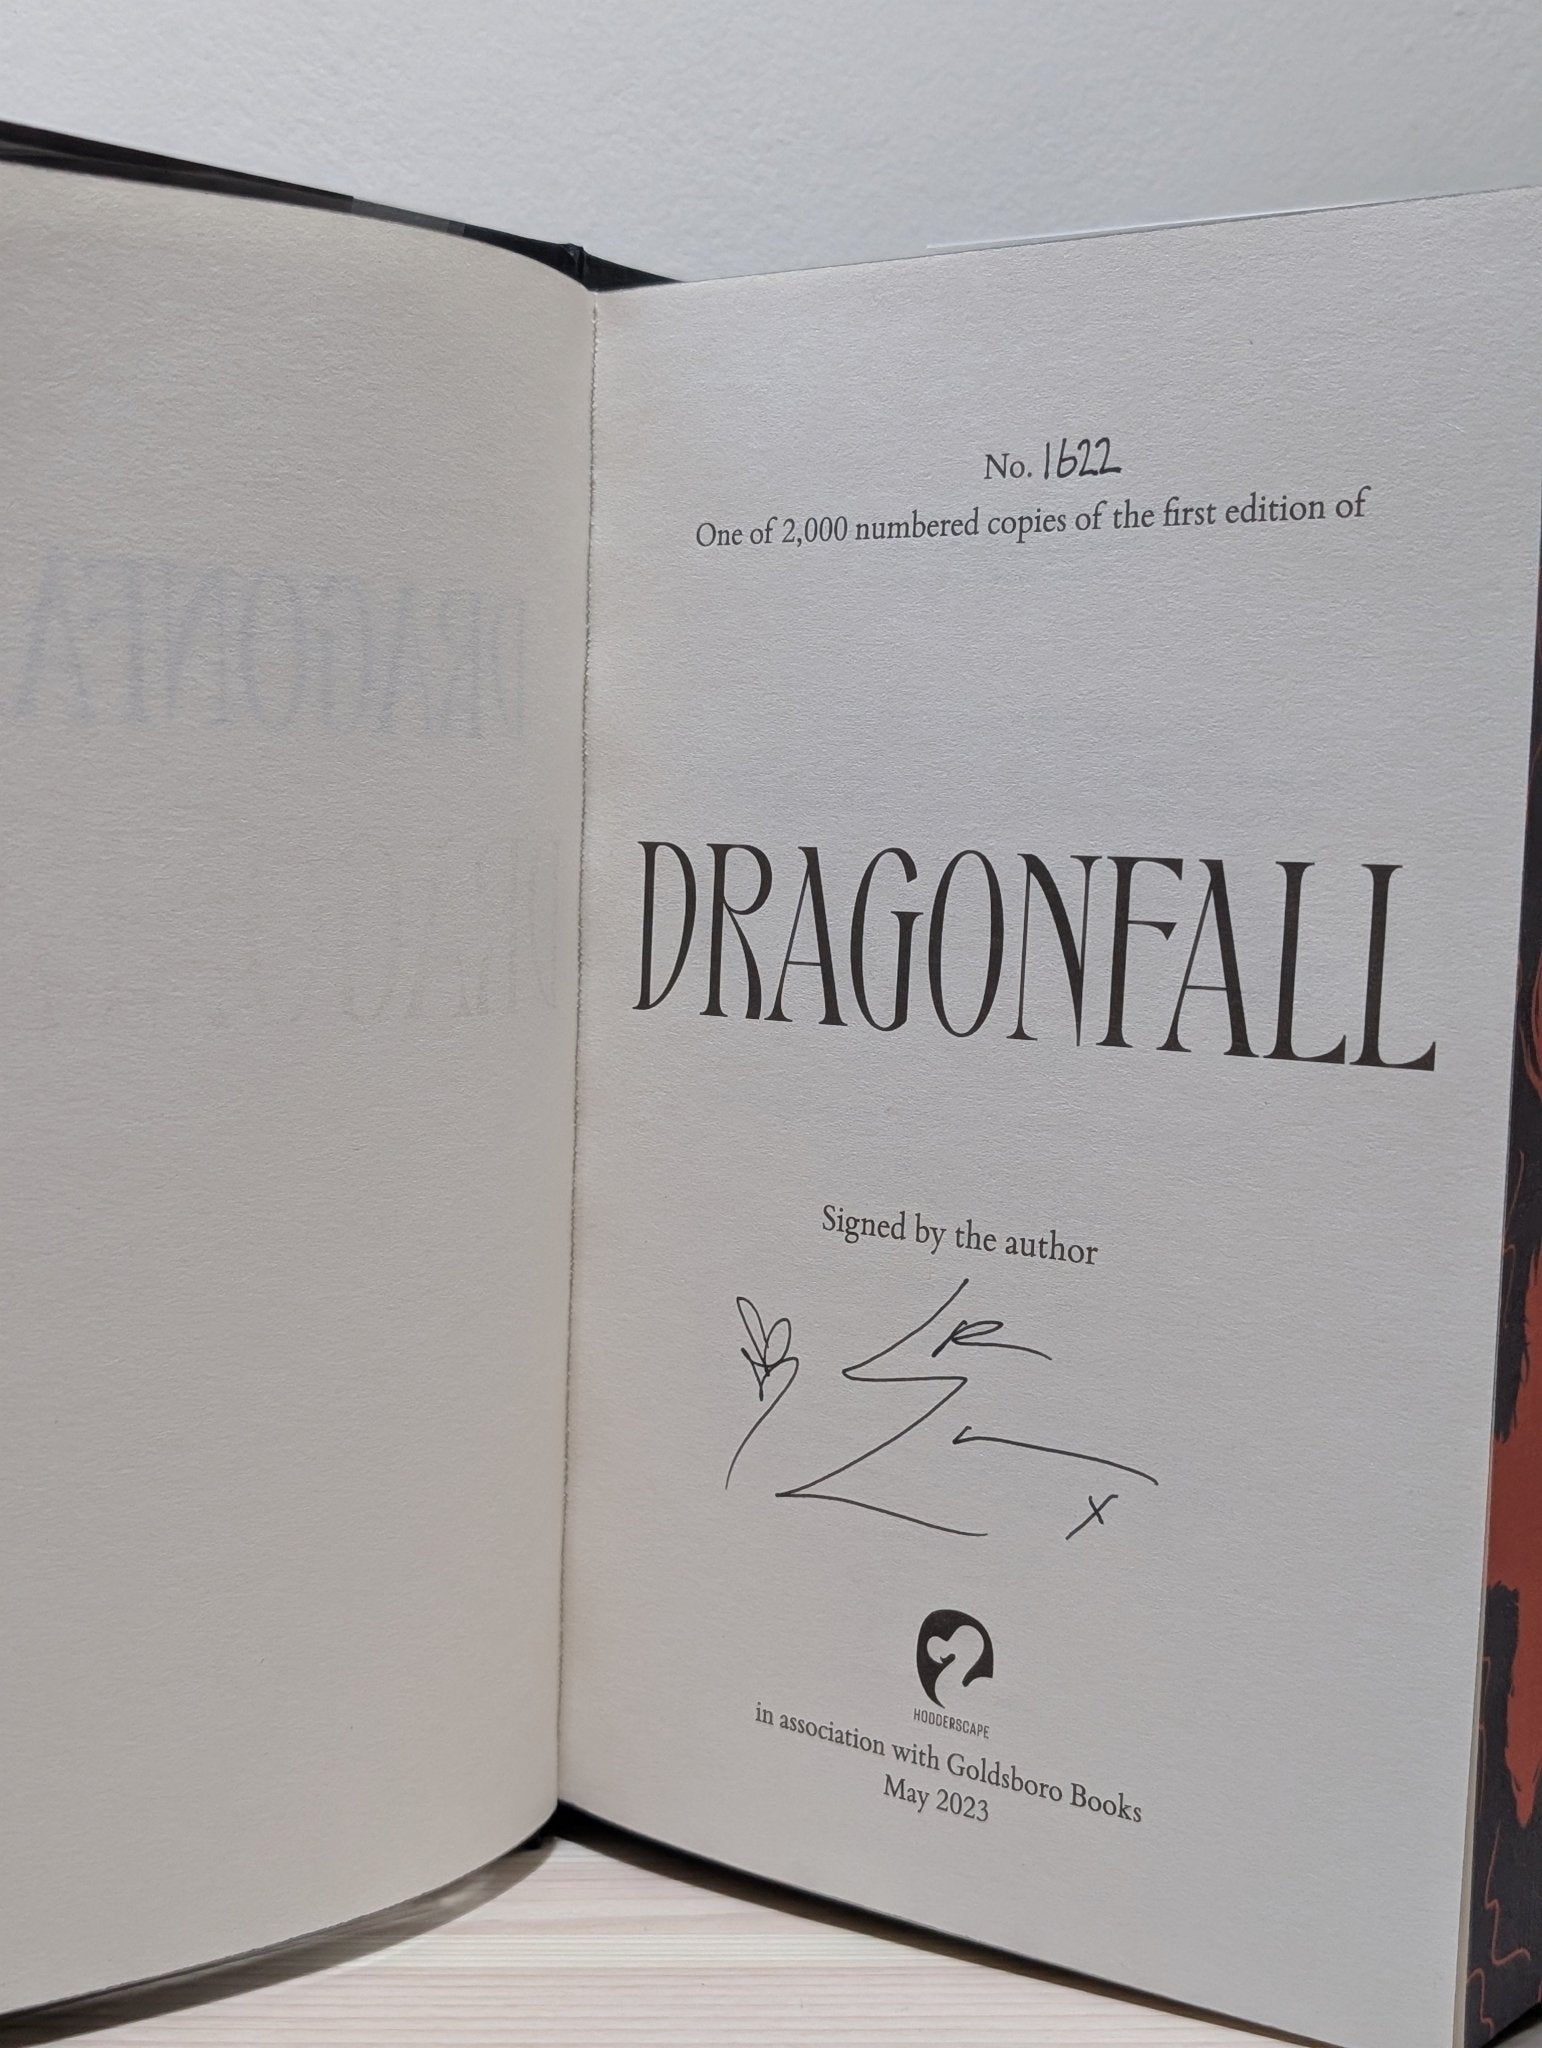 No. 1622
One of 2,000 numbered copies of the first edition of
DRAGONFALL
Signed by the author
HODDERSCAPE
in association with Goldsboro Books
May 2023